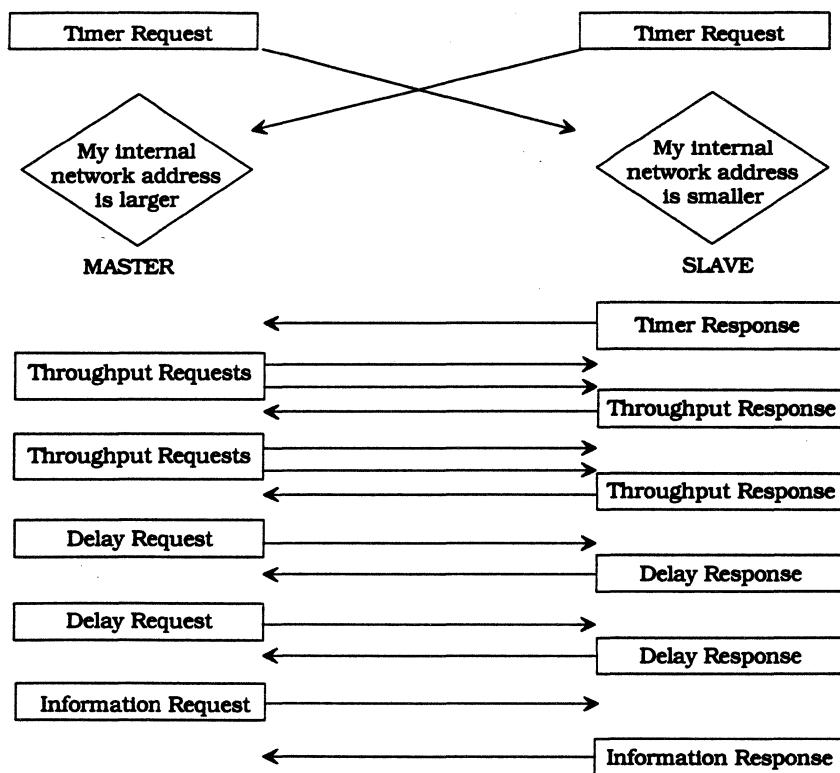 Timer Request
Timer Request
My internal
network address
is larger
My internal
network address
is smaller
MASTER
SLAVE
Timer Response
Throughput Requests
Throughput Response
Throughput Requests
Throughput Response
Delay Request
Delay Response
Delay Request
Delay Response
Information Request
Information Response